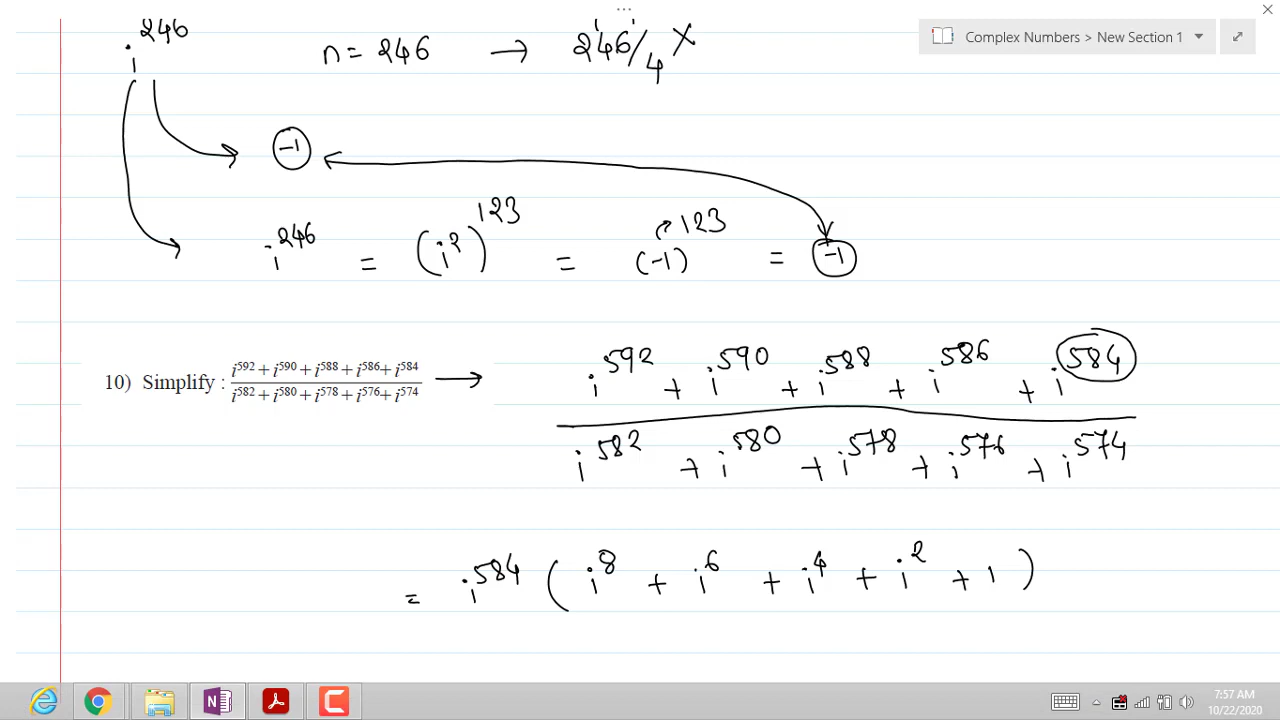 Complex Numbers > New Section 1
i^246 n = 246 → 246/4 X
-1
i^246 = (i^2)^123 = (-1)^123 = -1
10) Simplify : (i^592 + i^590 + i^588 + i^586 + i^584)/(i^582 + i^580 + i^578 + i^576 + i^574) →
i^592 + i^590 + i^588 + i^586 + i^584
i^582 + i^580 + i^578 + i^576 + i^574
= i^584 ( i^8 + i^6 + i^4 + i^2 + 1 )
7:57 AM
10/22/2020